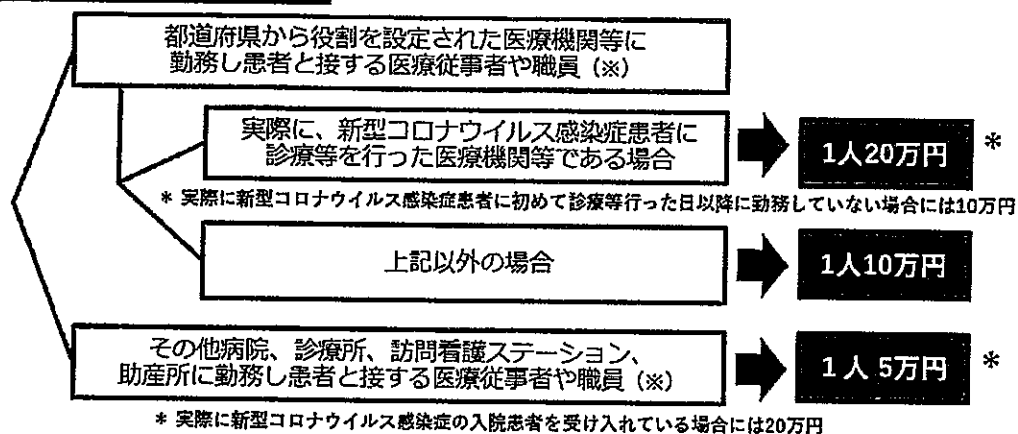 都道府県から役割を設定された医療機関等に
勤務し患者と接する医療従事者や職員（※）
実際に、新型コロナウイルス感染症患者に
診療等を行った医療機関等である場合
1人20万円 *
* 実際に新型コロナウイルス感染症患者に初めて診療等行った日以降に勤務していない場合には10万円
上記以外の場合
1人10万円
その他病院、診療所、訪問看護ステーション、
助産所に勤務し患者と接する医療従事者や職員（※）
1人 5万円 *
* 実際に新型コロナウイルス感染症の入院患者を受け入れている場合には20万円